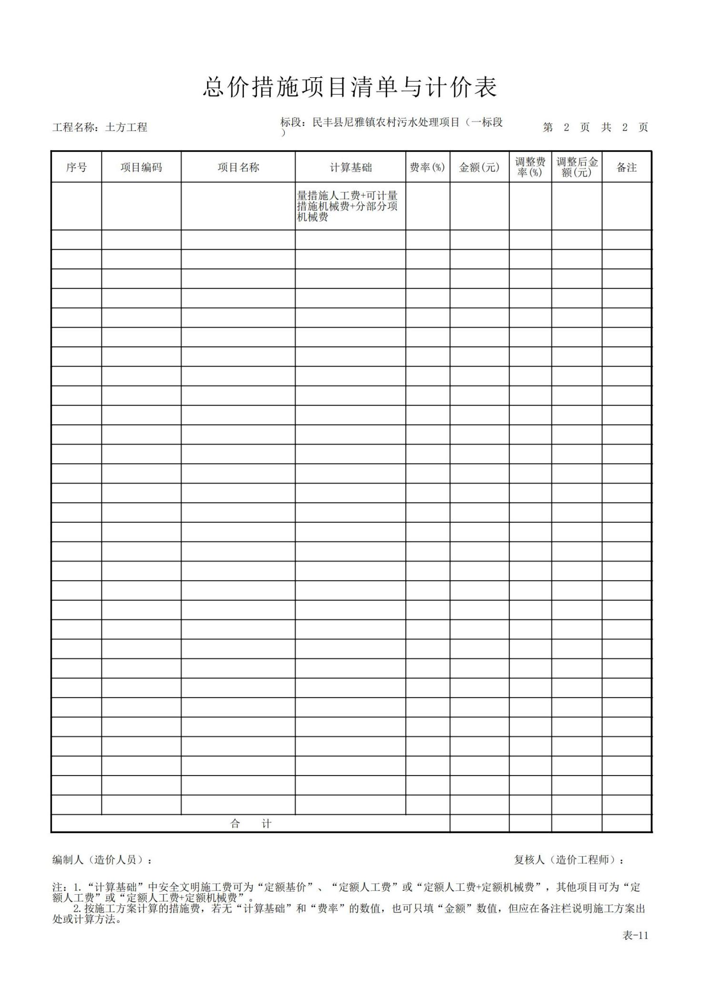 总价措施项目清单与计价表
工程名称：土方工程
标段：民丰县尼雅镇农村污水处理项目（一标段
）
第 2 页 共 2 页
序号 项目编码 项目名称 计算基础 费率(%) 金额(元) 调整费 调整后金 备注
率(%) 额(元)
量措施人工费+可计量
措施机械费+分部分项
机械费
合 计
编制人（造价人员）： 复核人（造价工程师）：
注：1.“计算基础”中安全文明施工费可为“定额基价”、“定额人工费”或“定额人工费+定额机械费”，其他项目可为“定
额人工费”或“定额人工费+定额机械费”。
2.按施工方案计算的措施费，若无“计算基础”和“费率”的数值，也可只填“金额”数值，但应在备注栏说明施工方案出
处或计算方法。
表-11